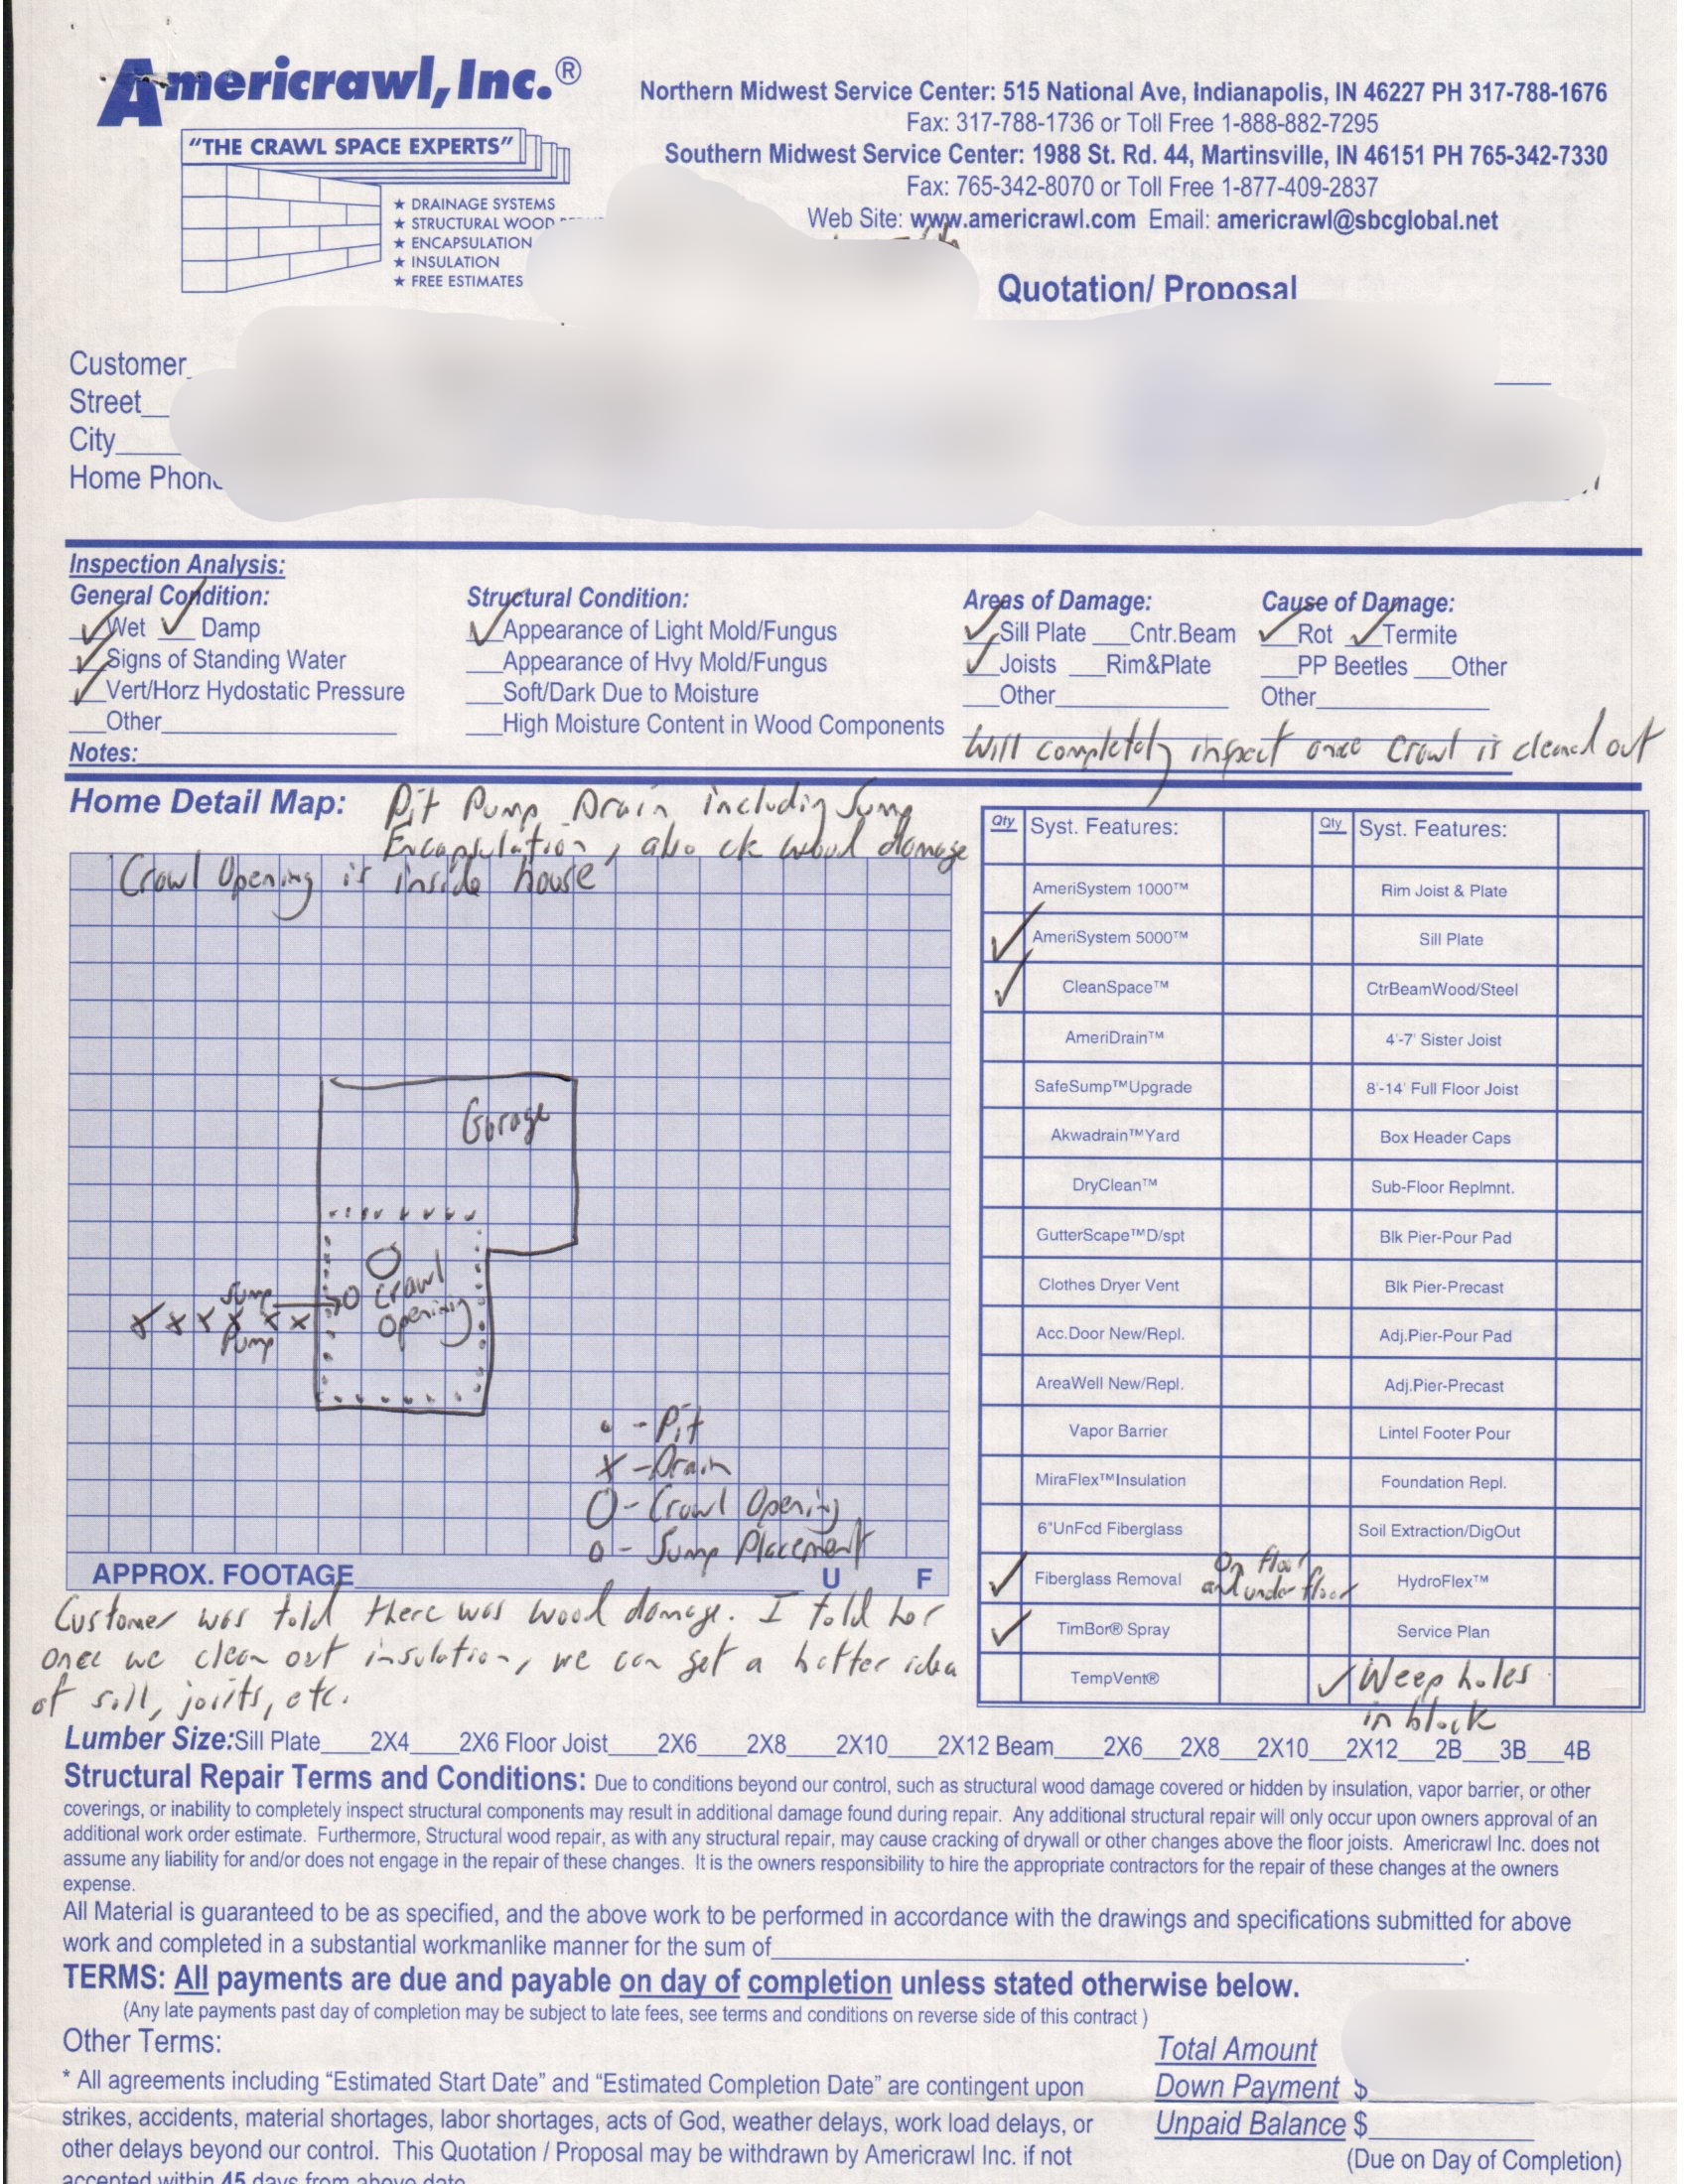 Americrawl, Inc.®
"THE CRAWL SPACE EXPERTS"
★ DRAINAGE SYSTEMS
★ STRUCTURAL WOOD
★ ENCAPSULATION
★ INSULATION
★ FREE ESTIMATES
Northern Midwest Service Center: 515 National Ave, Indianapolis, IN 46227 PH 317-788-1676
Fax: 317-788-1736 or Toll Free 1-888-882-7295
Southern Midwest Service Center: 1988 St. Rd. 44, Martinsville, IN 46151 PH 765-342-7330
Fax: 765-342-8070 or Toll Free 1-877-409-2837
Web Site: www.americrawl.com Email: americrawl@sbcglobal.net
Quotation/ Proposal
Customer
Street
City
Home Phone
Inspection Analysis:
General Condition:
✓ Wet ✓ Damp
✓ Signs of Standing Water
✓ Vert/Horz Hydostatic Pressure
___Other
Structural Condition:
✓ Appearance of Light Mold/Fungus
___Appearance of Hvy Mold/Fungus
___Soft/Dark Due to Moisture
___High Moisture Content in Wood Components
Areas of Damage:
✓ Sill Plate ___Cntr.Beam
✓ Joists ___Rim&Plate
___Other
Cause of Damage:
✓ Rot ✓ Termite
___PP Beetles ___Other
Other
Notes:
Will completely inspect once crawl is cleaned out
Home Detail Map:
Pit Pump Drain including Sump
Encapsulation, also ck wood damage
Crawl Opening is inside house
Garage
Crawl
Opening
Sump
x x x x x x
Pump
• - Pit
x - Drain
O - Crawl Opening
o - Sump Placement
APPROX. FOOTAGE U F
Qty Syst. Features: Qty Syst. Features:
AmeriSystem 1000™ Rim Joist & Plate
✓ AmeriSystem 5000™ Sill Plate
✓ CleanSpace™ CtrBeamWood/Steel
AmeriDrain™ 4'-7' Sister Joist
SafeSump™Upgrade 8'-14' Full Floor Joist
Akwadrain™Yard Box Header Caps
DryClean™ Sub-Floor Replmnt.
GutterScape™D/spt Blk Pier-Pour Pad
Clothes Dryer Vent Blk Pier-Precast
Acc.Door New/Repl. Adj.Pier-Pour Pad
AreaWell New/Repl. Adj.Pier-Precast
Vapor Barrier Lintel Footer Pour
MiraFlex™Insulation Foundation Repl.
6"UnFcd Fiberglass Soil Extraction/DigOut
✓ Fiberglass Removal On floor and under floor HydroFlex™
✓ TimBor® Spray Service Plan
TempVent® ✓ Weep holes
in block
Customer was told there was wood damage. I told her
once we clean out insulation, we can get a better idea
of sill, joists, etc.
Lumber Size:Sill Plate___2X4___2X6 Floor Joist___2X6___2X8___2X10___2X12 Beam___2X6___2X8___2X10___2X12___2B___3B___4B
Structural Repair Terms and Conditions: Due to conditions beyond our control, such as structural wood damage covered or hidden by insulation, vapor barrier, or other
coverings, or inability to completely inspect structural components may result in additional damage found during repair. Any additional structural repair will only occur upon owners approval of an
additional work order estimate. Furthermore, Structural wood repair, as with any structural repair, may cause cracking of drywall or other changes above the floor joists. Americrawl Inc. does not
assume any liability for and/or does not engage in the repair of these changes. It is the owners responsibility to hire the appropriate contractors for the repair of these changes at the owners
expense.
All Material is guaranteed to be as specified, and the above work to be performed in accordance with the drawings and specifications submitted for above
work and completed in a substantial workmanlike manner for the sum of
TERMS: All payments are due and payable on day of completion unless stated otherwise below.
(Any late payments past day of completion may be subject to late fees, see terms and conditions on reverse side of this contract )
Other Terms:
* All agreements including "Estimated Start Date" and "Estimated Completion Date" are contingent upon
strikes, accidents, material shortages, labor shortages, acts of God, weather delays, work load delays, or
other delays beyond our control. This Quotation / Proposal may be withdrawn by Americrawl Inc. if not
accepted within 45 days from above date
Total Amount
Down Payment $
Unpaid Balance $
(Due on Day of Completion)